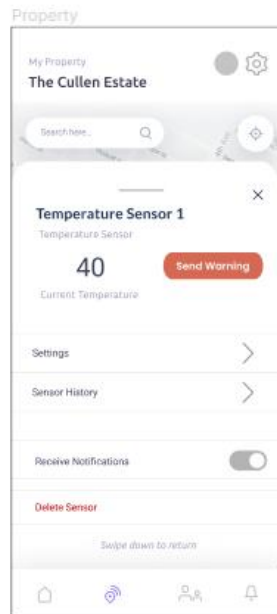 Property
My Property
The Cullen Estate
Search here..
Temperature Sensor 1
Temperature Sensor
40
Send Warning
Current Temperature
Settings
Sensor History
Receive Notifications
Delete Sensor
Swipe down to return